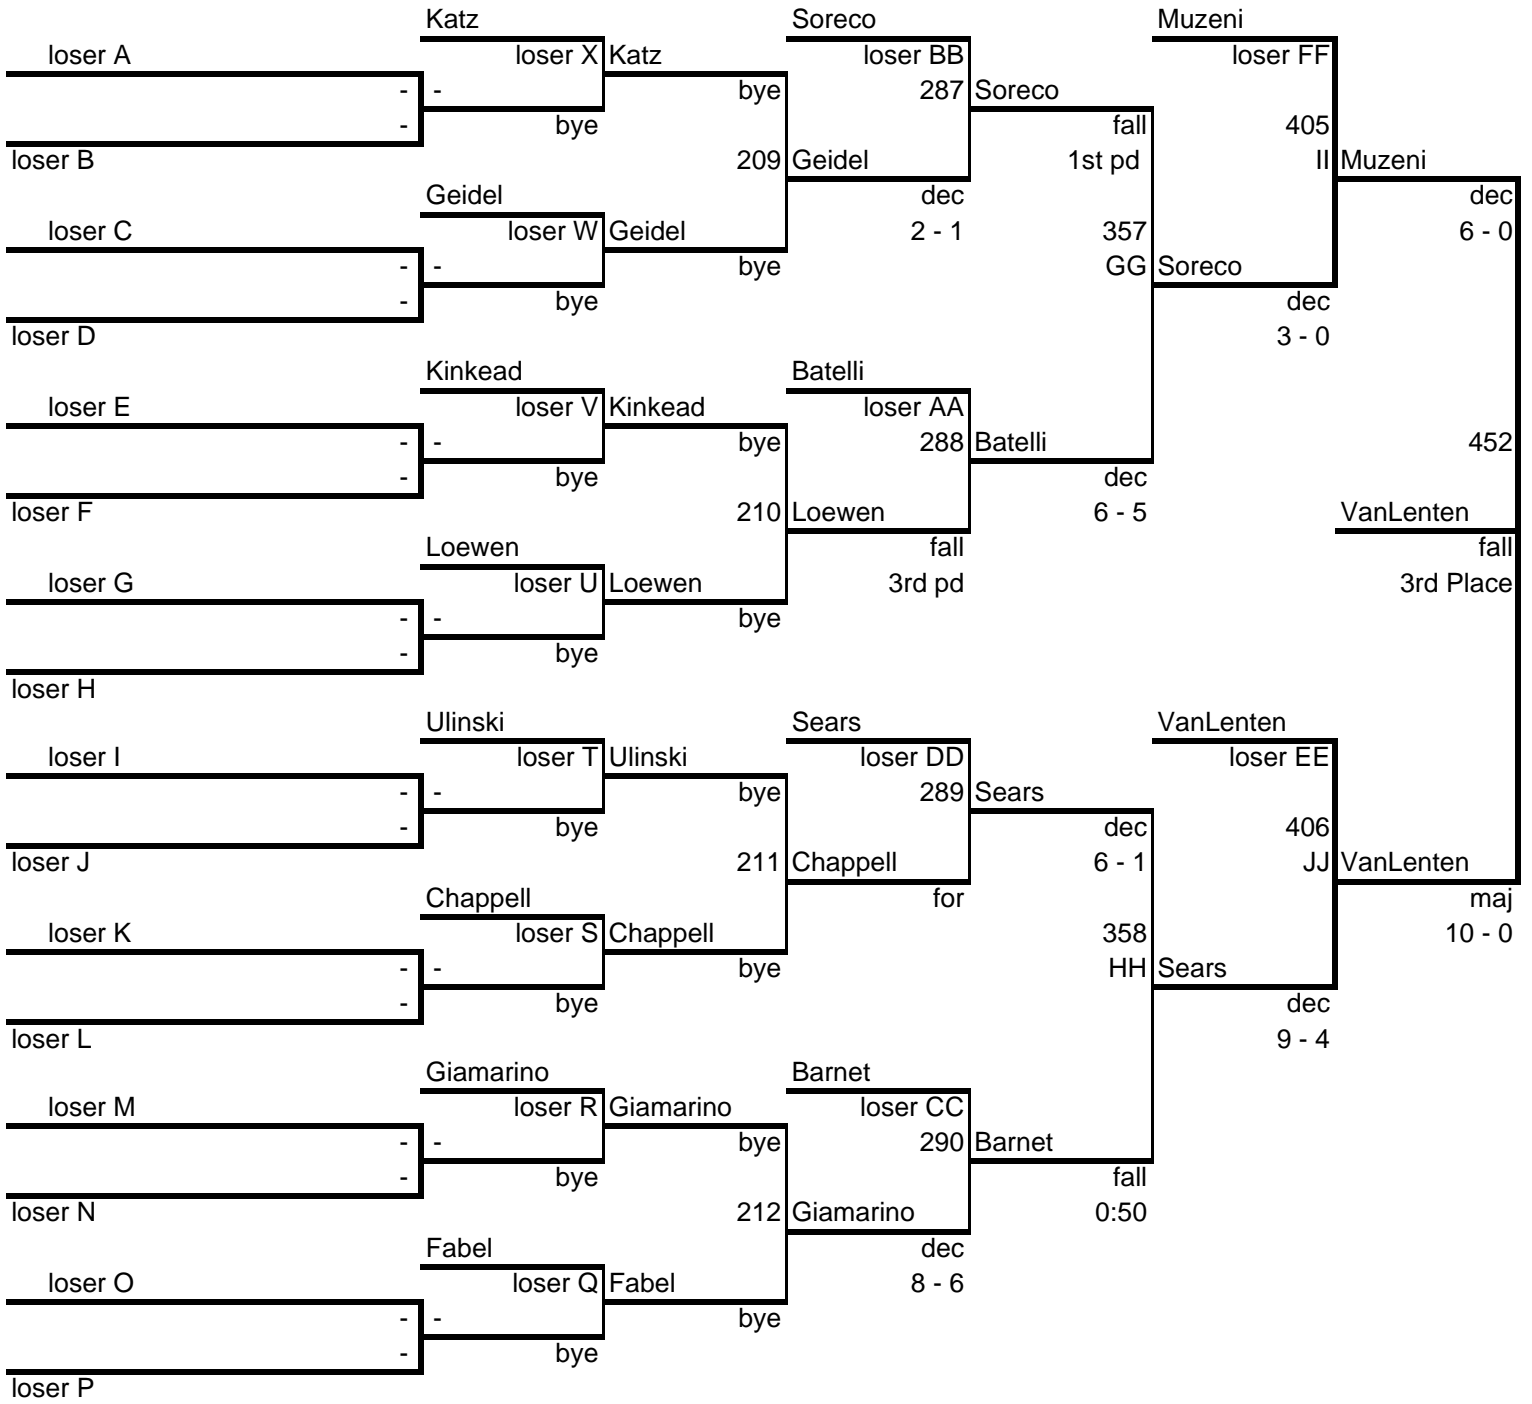 Katz Soreco Muzeni
loser A loser X Katz loser BB loser FF
- - bye 287 Soreco
- bye fall 405
loser B 209 Geidel 1st pd II Muzeni
Geidel dec dec
loser C loser W Geidel 2 - 1 357 6 - 0
- - bye GG Soreco
- bye dec
loser D 3 - 0
Kinkead Batelli
loser E loser V Kinkead loser AA
- - bye 288 Batelli 452
- bye dec
loser F 210 Loewen 6 - 5 VanLenten
Loewen fall fall
loser G loser U Loewen 3rd pd 3rd Place
- - bye
- bye
loser H
Ulinski Sears VanLenten
loser I loser T Ulinski loser DD loser EE
- - bye 289 Sears
- bye dec 406
loser J 211 Chappell 6 - 1 JJ VanLenten
Chappell for maj
loser K loser S Chappell 358 10 - 0
- - bye HH Sears
- bye dec
loser L 9 - 4
Giamarino Barnet
loser M loser R Giamarino loser CC
- - bye 290 Barnet
- bye fall
loser N 212 Giamarino 0:50
Fabel dec
loser O loser Q Fabel 8 - 6
- - bye
- bye
loser P